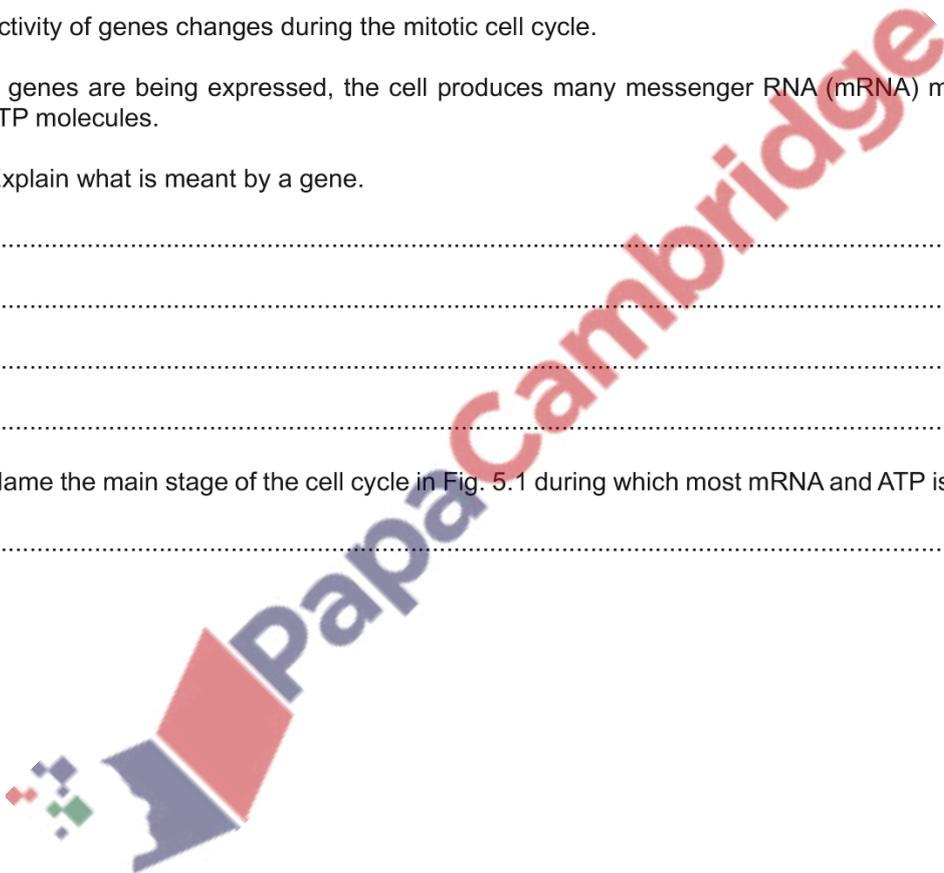 ctivity of genes changes during the mitotic cell cycle.
genes are being expressed, the cell produces many messenger RNA (mRNA) m
TP molecules.
xplain what is meant by a gene.
ame the main stage of the cell cycle in Fig. 5.1 during which most mRNA and ATP is
PapaCambridge